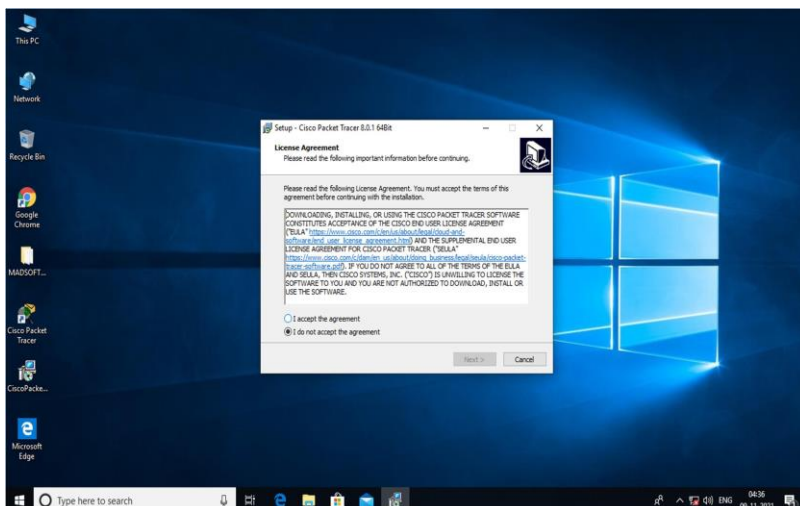 This PC
Network
Recycle Bin
Google
Chrome
MADSOFT...
Cisco Packet
Tracer
CiscoPacke...
Microsoft
Edge
Setup - Cisco Packet Tracer 8.0.1 64Bit
License Agreement
Please read the following important information before continuing.
Please read the following License Agreement. You must accept the terms of this
agreement before continuing with the installation.
DOWNLOADING, INSTALLING, OR USING THE CISCO PACKET TRACER SOFTWARE
CONSTITUTES ACCEPTANCE OF THE CISCO END USER LICENSE AGREEMENT
("EULA" https://www.cisco.com/c/en/us/about/legal/cloud-and-
software/end_user_license_agreement.html) AND THE SUPPLEMENTAL END USER
LICENSE AGREEMENT FOR CISCO PACKET TRACER ("SEULA"
https://www.cisco.com/c/dam/en_us/about/doing_business/legal/seula/cisco-packet-
tracer-software.pdf). IF YOU DO NOT AGREE TO ALL OF THE TERMS OF THE EULA
AND SEULA, THEN CISCO SYSTEMS, INC. ("CISCO") IS UNWILLING TO LICENSE THE
SOFTWARE TO YOU AND YOU ARE NOT AUTHORIZED TO DOWNLOAD, INSTALL OR
USE THE SOFTWARE.
I accept the agreement
I do not accept the agreement
Next >
Cancel
Type here to search
ENG
04:36
09-11-2021